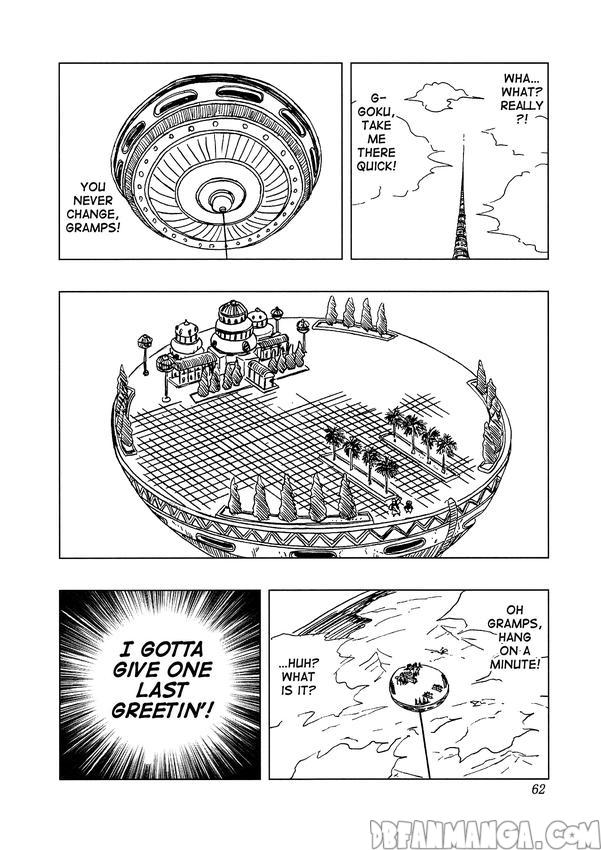 WHA...
WHAT?
REALLY
?!
G-
GOKU,
TAKE
ME
THERE
QUICK!
YOU
NEVER
CHANGE,
GRAMPS!
OH
GRAMPS,
HANG
ON A
MINUTE!
...HUH?
WHAT
IS IT?
I GOTTA
GIVE ONE
LAST
GREETIN'!
62
DBFANMANGA.COM